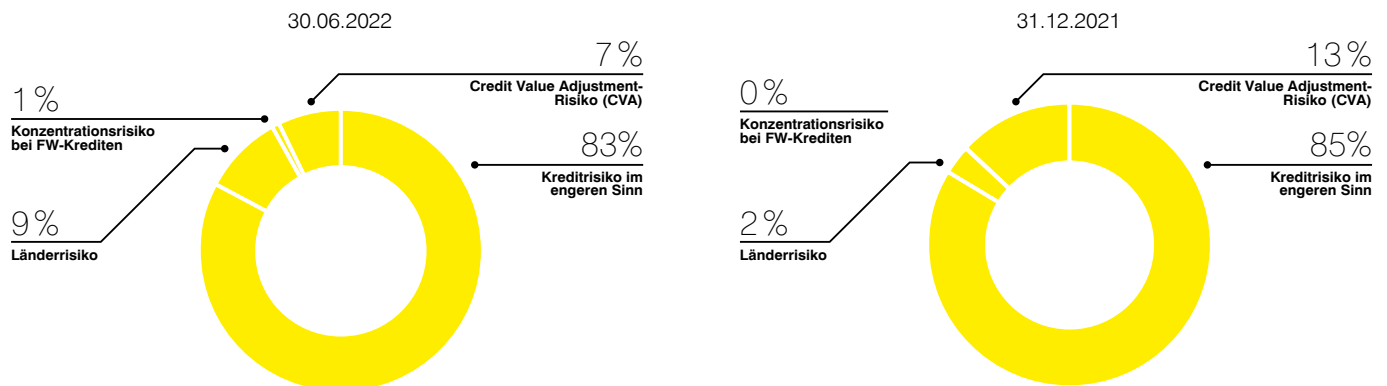 30.06.2022
7 %
Credit Value Adjustment-
Risiko (CVA)
1 %
Konzentrationsrisiko
bei FW-Krediten
83%
Kreditrisiko im
engeren Sinn
9 %
Länderrisiko
31.12.2021
13 %
Credit Value Adjustment-
Risiko (CVA)
0 %
Konzentrationsrisiko
bei FW-Krediten
85%
Kreditrisiko im
engeren Sinn
2 %
Länderrisiko